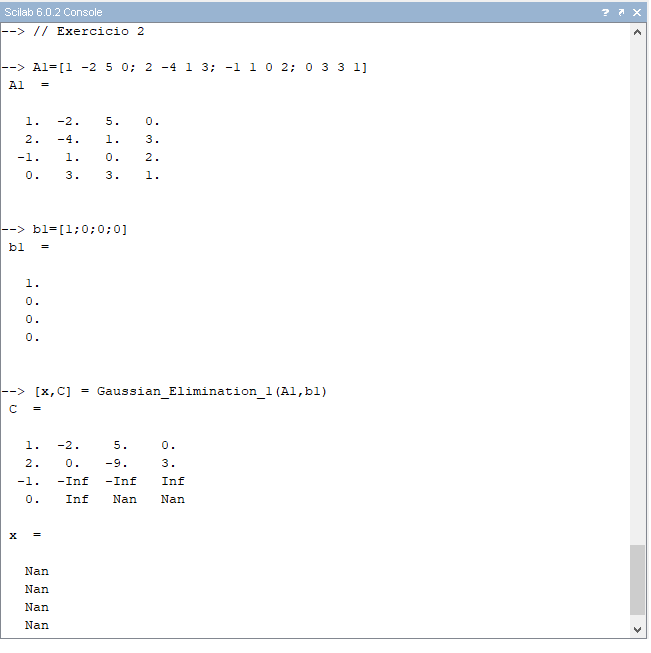 Scilab 6.0.2 Console
--> // Exercicio 2
--> A1=[1 -2 5 0; 2 -4 1 3; -1 1 0 2; 0 3 3 1]
A1  =
1.  -2.   5.   0.
2.  -4.   1.   3.
-1.   1.   0.   2.
0.   3.   3.   1.
--> b1=[1;0;0;0]
b1  =
1.
0.
0.
0.
--> [x,C] = Gaussian_Elimination_1(A1,b1)
C  =
1.  -2.    5.    0.
2.   0.   -9.    3.
-1.  -Inf  -Inf   Inf
0.   Inf   Nan   Nan
x  =
Nan
Nan
Nan
Nan